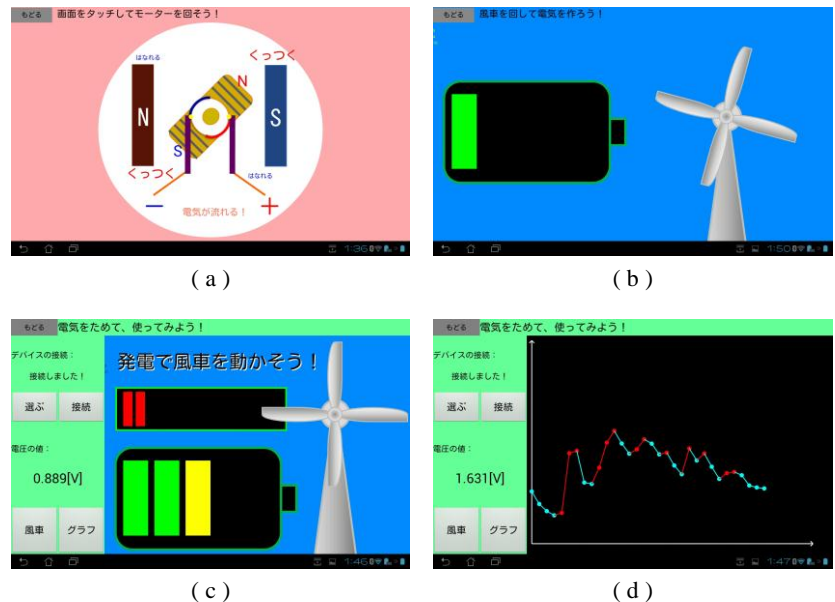 もどる 画面をタッチしてモーターを回そう！
はなれる
くっつく
N
N
S
S
くっつく
はなれる
−
+
電気が流れる！
1:36
(a)
もどる 風車を回して電気を作ろう！
1:50
(b)
もどる 電気をためて、使ってみよう！
デバイスの接続：
接続しました！
選ぶ 接続
電圧の値：
0.889[V]
風車 グラフ
発電で風車を動かそう！
1:46
(c)
もどる 電気をためて、使ってみよう！
デバイスの接続：
接続しました！
選ぶ 接続
電圧の値：
1.631[V]
風車 グラフ
1:47
(d)